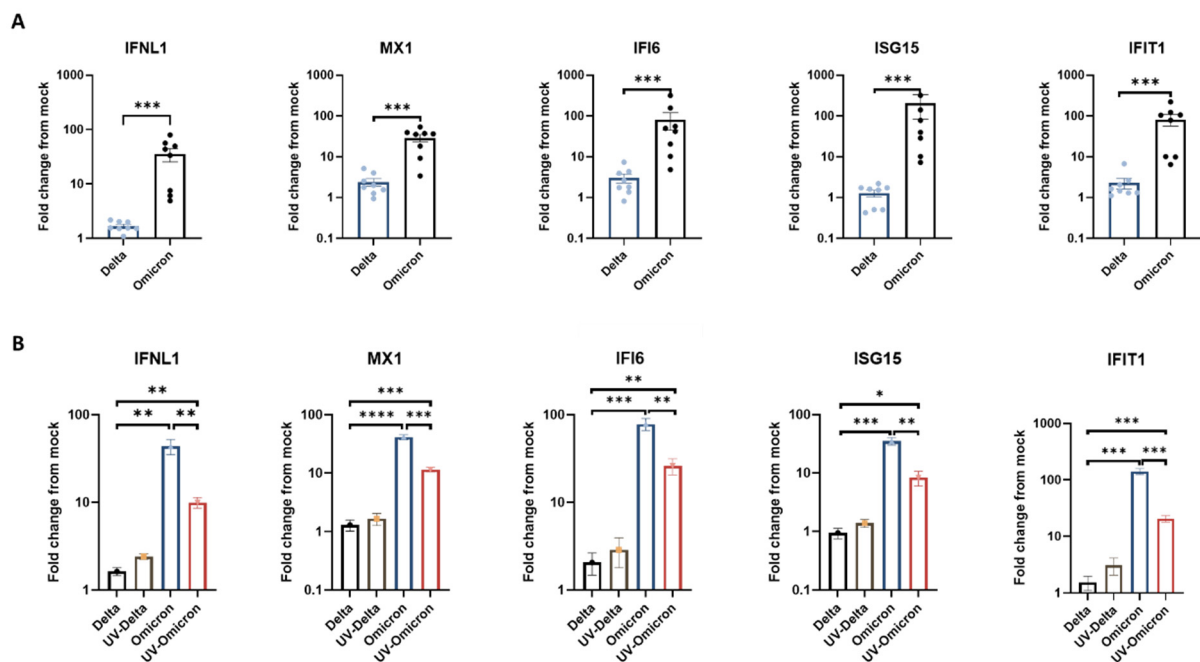 A
IFNL1
Fold change from mock
1000
100
10
1
***
Delta
Omicron
MX1
Fold change from mock
1000
100
10
1
0.1
***
Delta
Omicron
IFI6
Fold change from mock
1000
100
10
1
0.1
***
Delta
Omicron
ISG15
Fold change from mock
1000
100
10
1
0.1
***
Delta
Omicron
IFIT1
Fold change from mock
1000
100
10
1
0.1
***
Delta
Omicron
B
IFNL1
Fold change from mock
100
10
1
**
** **
Delta
UV-Delta
Omicron
UV-Omicron
MX1
Fold change from mock
100
10
1
0.1
***
**** ***
Delta
UV-Delta
Omicron
UV-Omicron
IFI6
Fold change from mock
100
10
1
**
*** **
Delta
UV-Delta
Omicron
UV-Omicron
ISG15
Fold change from mock
100
10
1
0.1
*
*** **
Delta
UV-Delta
Omicron
UV-Omicron
IFIT1
Fold change from mock
1000
100
10
1
***
*** ***
Delta
UV-Delta
Omicron
UV-Omicron